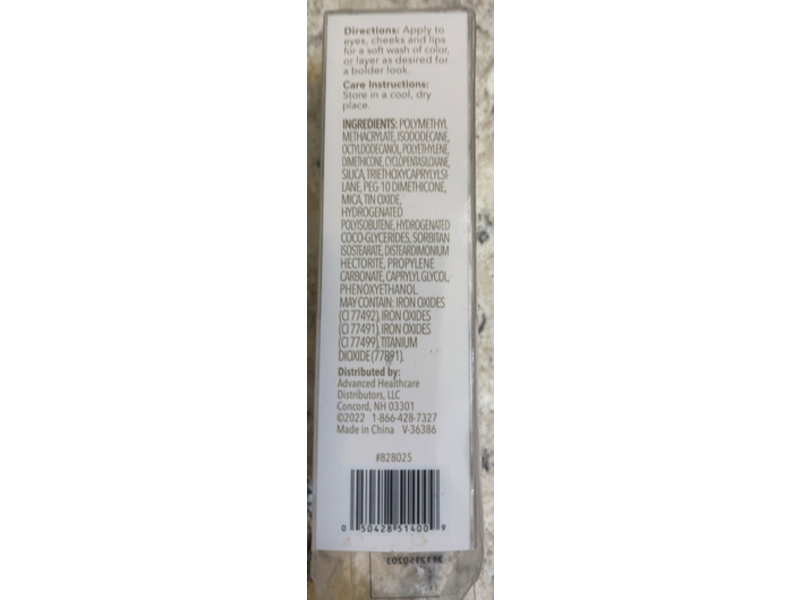 Directions: Apply to
eyes, cheeks and lips
for a soft wash of color,
or layer as desired for
a bolder look.
Care Instructions:
Store in a cool, dry
place.
INGREDIENTS: POLYMETHYL
METHACRYLATE, ISODODECANE,
OCTYLDODECANOL, POLYETHYLENE,
DIMETHICONE, CYCLOPENTASILOXANE,
SILICA, TRIETHOXYCAPRYLYLSI-
LANE, PEG-10 DIMETHICONE,
MICA, TIN OXIDE,
HYDROGENATED
POLYISOBUTENE, HYDROGENATED
COCO-GLYCERIDES, SORBITAN
ISOSTEARATE, DISTEARDIMONIUM
HECTORITE, PROPYLENE
CARBONATE, CAPRYLYL GLYCOL,
PHENOXYETHANOL.
MAY CONTAIN: IRON OXIDES
(CI 77492), IRON OXIDES
(CI 77491), IRON OXIDES
(CI 77499), TITANIUM
DIOXIDE (77891).
Distributed by:
Advanced Healthcare
Distributors, LLC
Concord, NH 03301
©2022 1-866-428-7327
Made in China V-36386
#828025
0 50428 51400 9